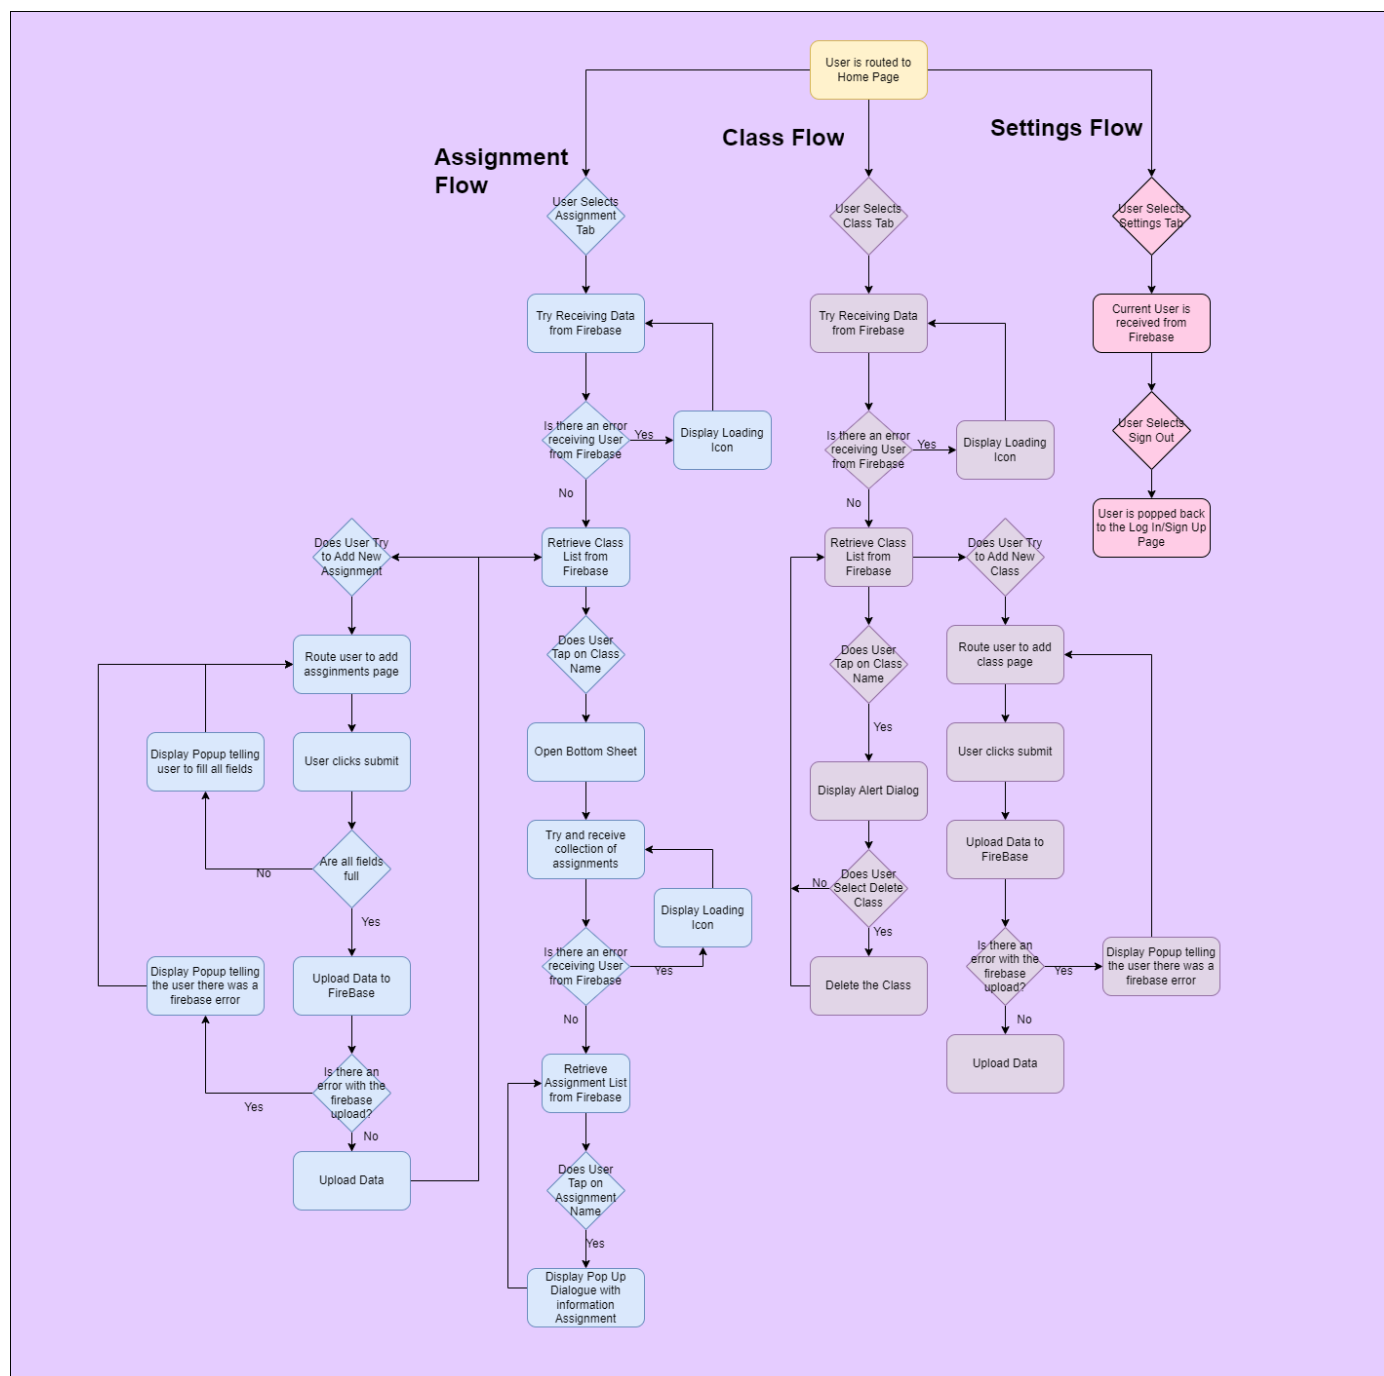 User is routed to
Home Page
Assignment
Flow
Class Flow
Settings Flow
User Selects
Assignment
Tab
User Selects
Class Tab
User Selects
Settings Tab
Try Receiving Data
from Firebase
Try Receiving Data
from Firebase
Current User is
received from
Firebase
Is there an error
receiving User
from Firebase
Yes
Display Loading
Icon
No
Is there an error
receiving User
from Firebase
Yes
Display Loading
Icon
No
User Selects
Sign Out
User is popped back
to the Log In/Sign Up
Page
Does User Try
to Add New
Assignment
Retrieve Class
List from
Firebase
Retrieve Class
List from
Firebase
Does User Try
to Add New
Class
Route user to add
assginments page
Does User
Tap on Class
Name
Does User
Tap on Class
Name
Yes
Route user to add
class page
Display Popup telling
user to fill all fields
User clicks submit
Open Bottom Sheet
Display Alert Dialog
User clicks submit
Are all fields
full
No
Yes
Try and receive
collection of
assignments
Display Loading
Icon
No
Does User
Select Delete
Class
Yes
Upload Data to
FireBase
Display Popup telling
the user there was a
firebase error
Upload Data to
FireBase
Is there an error
receiving User
from Firebase
Yes
No
Delete the Class
Is there an
error with the
firebase
upload?
Yes
Display Popup telling
the user there was a
firebase error
No
Upload Data
Is there an
error with the
firebase
upload?
Yes
No
Upload Data
Retrieve
Assignment List
from Firebase
Does User
Tap on
Assignment
Name
Yes
Display Pop Up
Dialogue with
information
Assignment